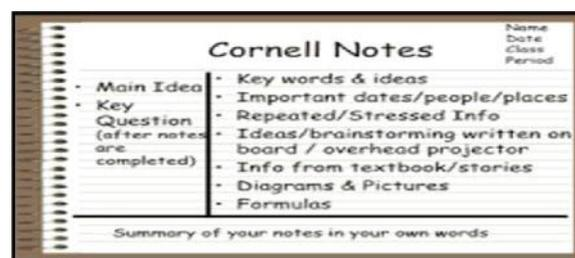 Name
Date
Class
Period
Cornell Notes
• Main Idea
• Key
Question
(after notes
are
completed)
• Key words & ideas
• Important dates/people/places
• Repeated/Stressed Info
• Ideas/brainstorming written on
board / overhead projector
• Info from textbook/stories
• Diagrams & Pictures
• Formulas
Summary of your notes in your own words